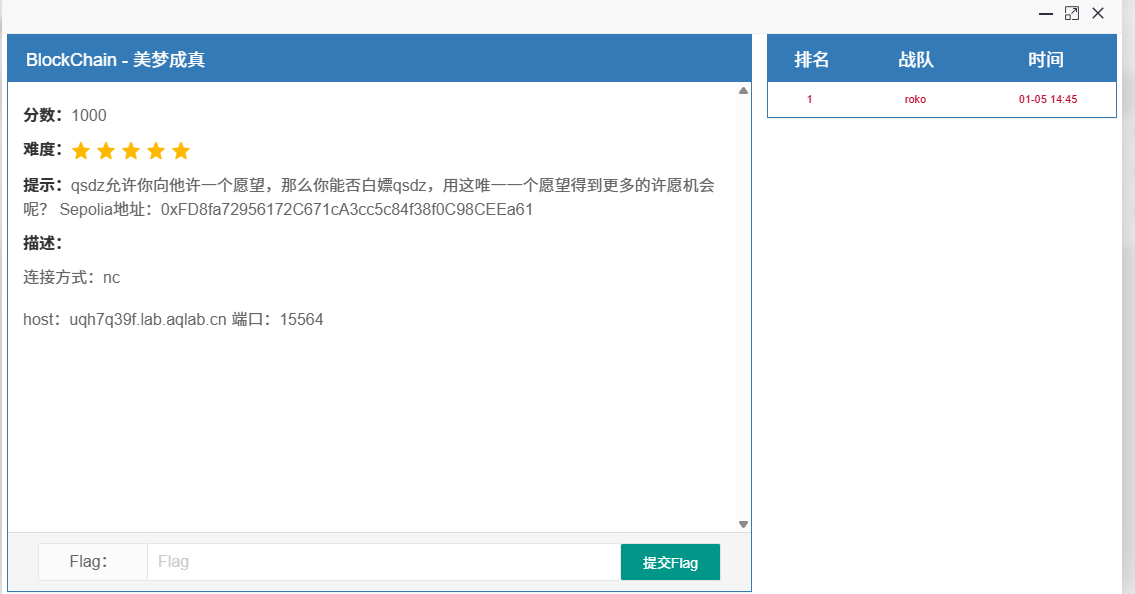 BlockChain - 美梦成真
分数：1000
难度：
提示：qsdz允许你向他许一个愿望，那么你能否白嫖qsdz，用这唯一一个愿望得到更多的许愿机会
呢？ Sepolia地址：0xFD8fa72956172C671cA3cc5c84f38f0C98CEEa61
描述：
连接方式：nc
host：uqh7q39f.lab.aqlab.cn 端口：15564
Flag：
Flag
提交Flag
排名 战队 时间
1 roko 01-05 14:45